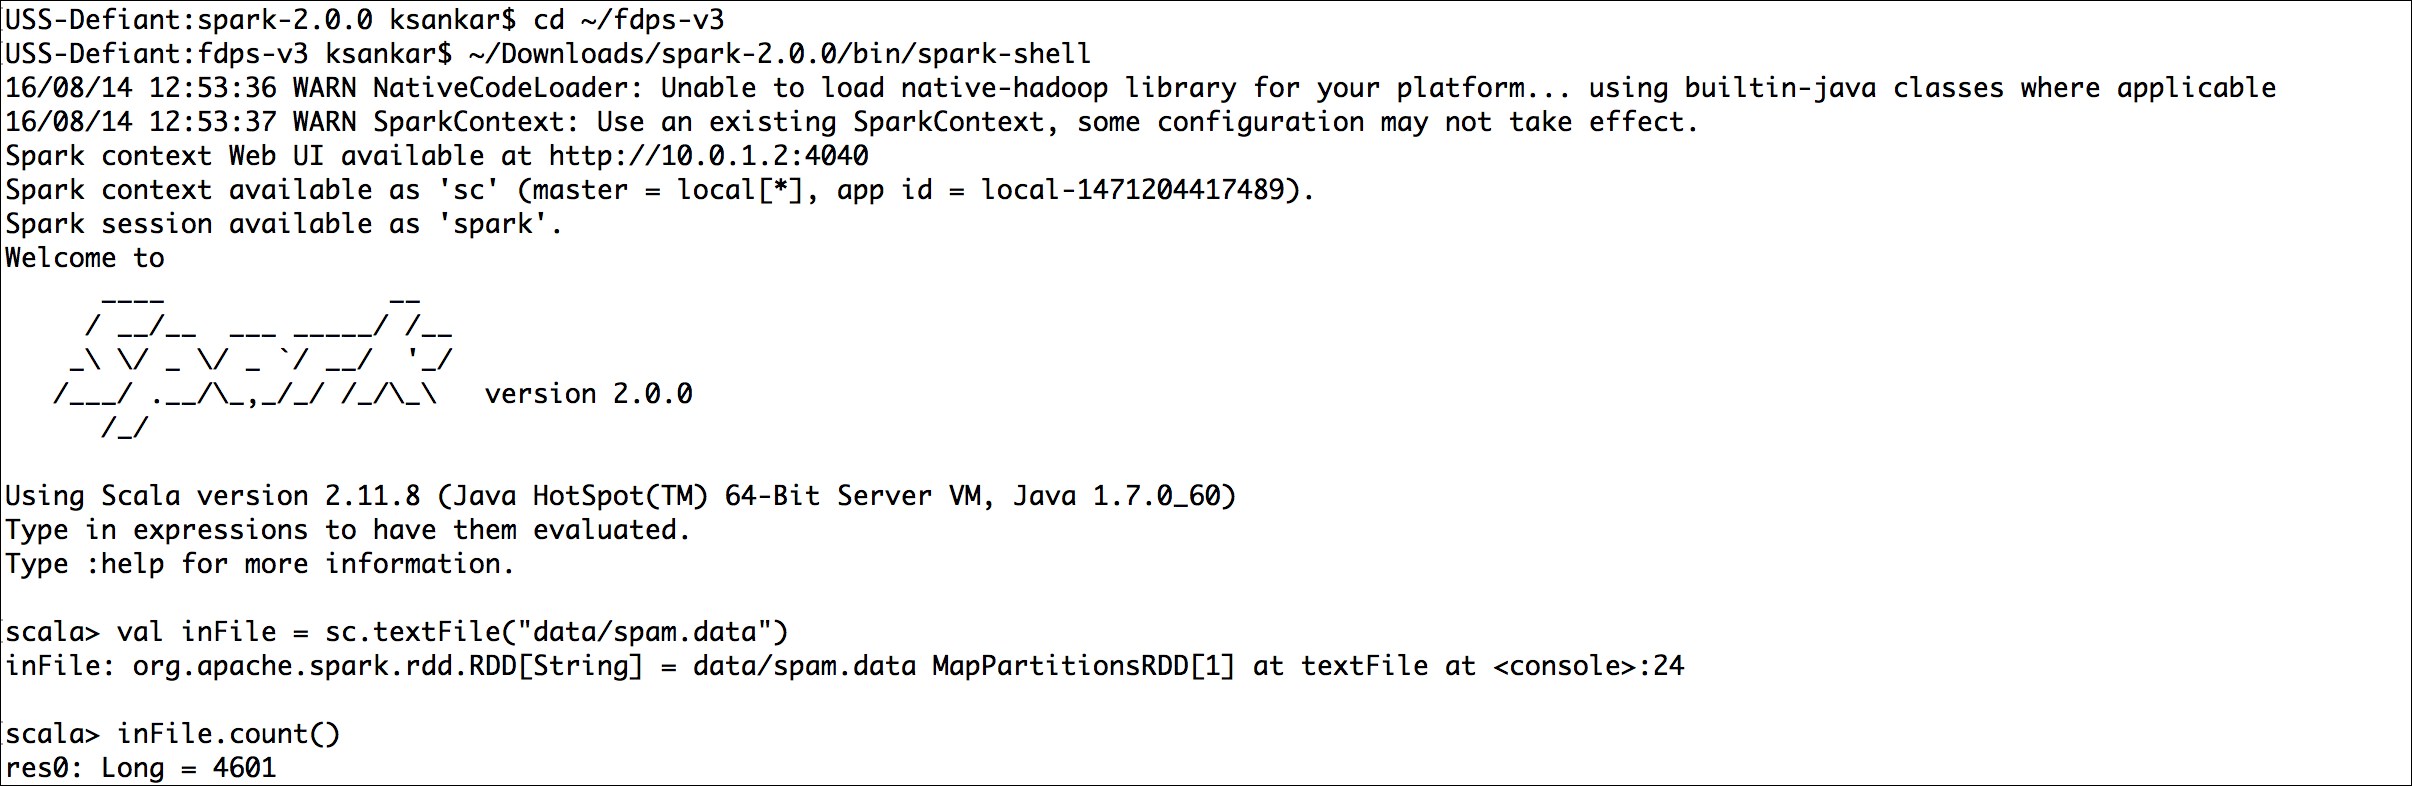 USS-Defiant:spark-2.0.0 ksankar$ cd ~/fdps-v3
USS-Defiant:fdps-v3 ksankar$ ~/Downloads/spark-2.0.0/bin/spark-shell
16/08/14 12:53:36 WARN NativeCodeLoader: Unable to load native-hadoop library for your platform... using builtin-java classes where applicable
16/08/14 12:53:37 WARN SparkContext: Use an existing SparkContext, some configuration may not take effect.
Spark context Web UI available at http://10.0.1.2:4040
Spark context available as 'sc' (master = local[*], app id = local-1471204417489).
Spark session available as 'spark'.
Welcome to
      ____              __
     / __/__  ___ _____/ /__
    _\ \/ _ \/ _ `/ __/  '_/
   /___/ .__/\_,_/_/ /_/\_\   version 2.0.0
      /_/
Using Scala version 2.11.8 (Java HotSpot(TM) 64-Bit Server VM, Java 1.7.0_60)
Type in expressions to have them evaluated.
Type :help for more information.
scala> val inFile = sc.textFile("data/spam.data")
inFile: org.apache.spark.rdd.RDD[String] = data/spam.data MapPartitionsRDD[1] at textFile at <console>:24
scala> inFile.count()
res0: Long = 4601